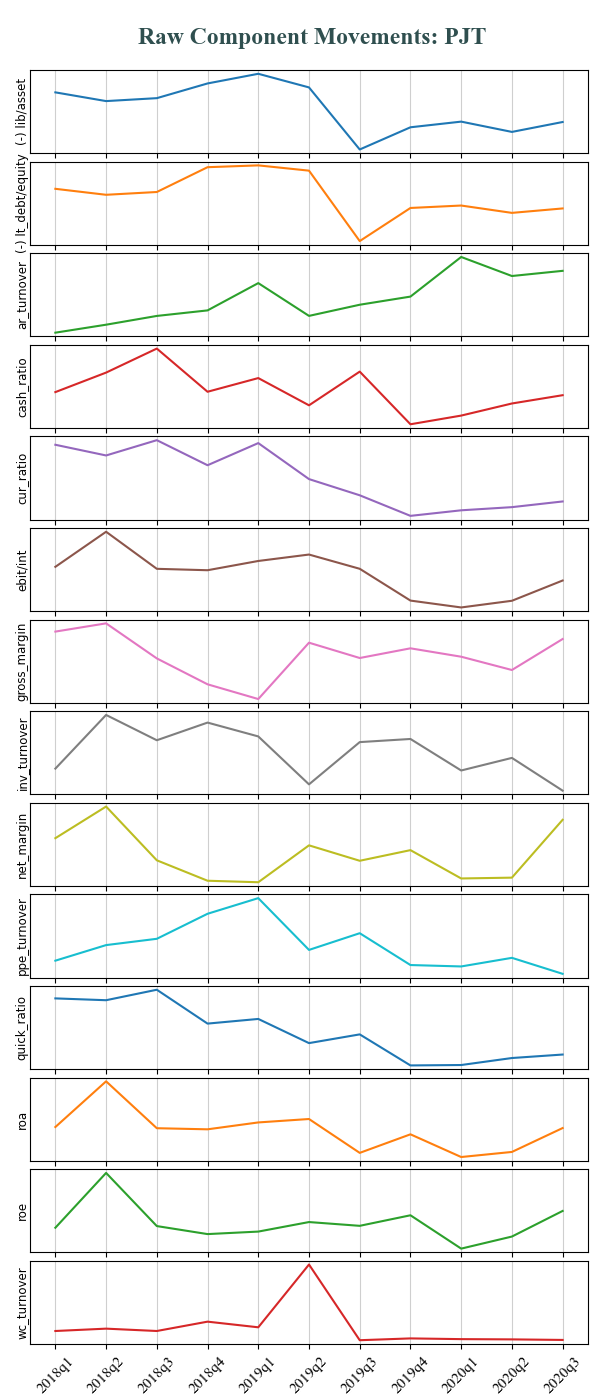 Raw Component Movements: PJT
(-) lib/asset
(-) lt_debt/equity
ar_turnover
cash_ratio
cur_ratio
ebit/int
gross_margin
inv_turnover
net_margin
ppe_turnover
quick_ratio
roa
roe
wc_turnover
2018q1 2018q2 2018q3 2018q4 2019q1 2019q2 2019q3 2019q4 2020q1 2020q2 2020q3